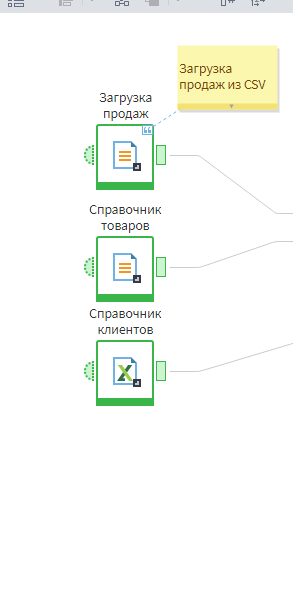 Загрузка
продаж из CSV
Загрузка
продаж
Справочник
товаров
Справочник
клиентов